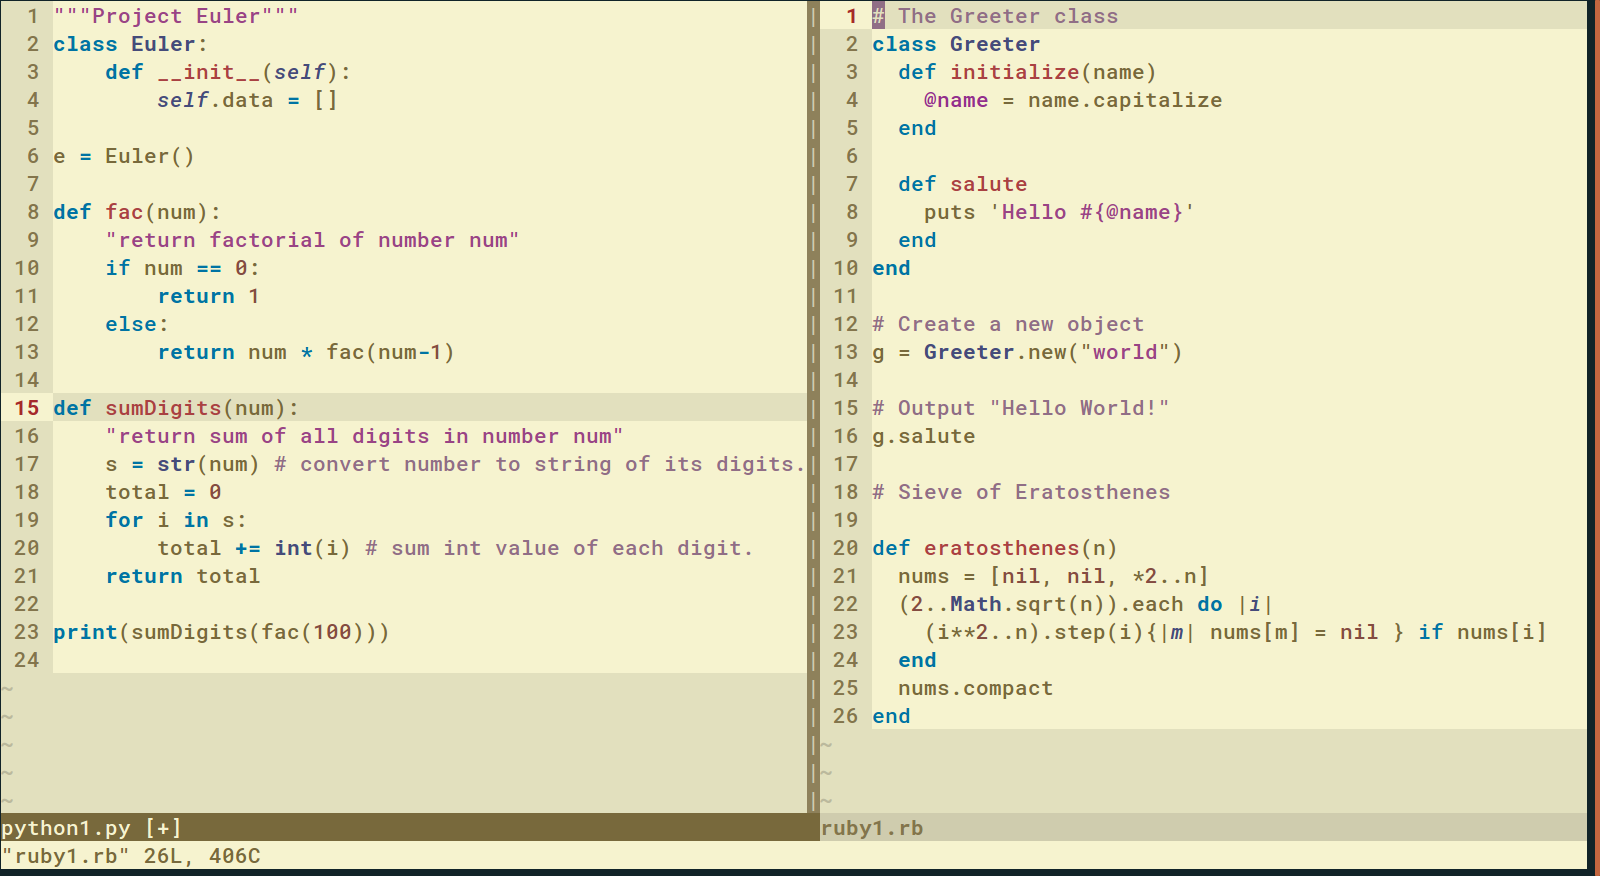 1 """Project Euler"""
2 class Euler:
3     def __init__(self):
4         self.data = []
5
6 e = Euler()
7
8 def fac(num):
9     "return factorial of number num"
10     if num == 0:
11         return 1
12     else:
13         return num * fac(num-1)
14
15 def sumDigits(num):
16     "return sum of all digits in number num"
17     s = str(num) # convert number to string of its digits.
18     total = 0
19     for i in s:
20         total += int(i) # sum int value of each digit.
21     return total
22
23 print(sumDigits(fac(100)))
24
~
~
~
~
~
python1.py [+]
1 # The Greeter class
2 class Greeter
3   def initialize(name)
4     @name = name.capitalize
5   end
6
7   def salute
8     puts 'Hello #{@name}'
9   end
10 end
11
12 # Create a new object
13 g = Greeter.new("world")
14
15 # Output "Hello World!"
16 g.salute
17
18 # Sieve of Eratosthenes
19
20 def eratosthenes(n)
21   nums = [nil, nil, *2..n]
22   (2..Math.sqrt(n)).each do |i|
23     (i**2..n).step(i){|m| nums[m] = nil } if nums[i]
24   end
25   nums.compact
26 end
~
~
~
ruby1.rb
"ruby1.rb" 26L, 406C